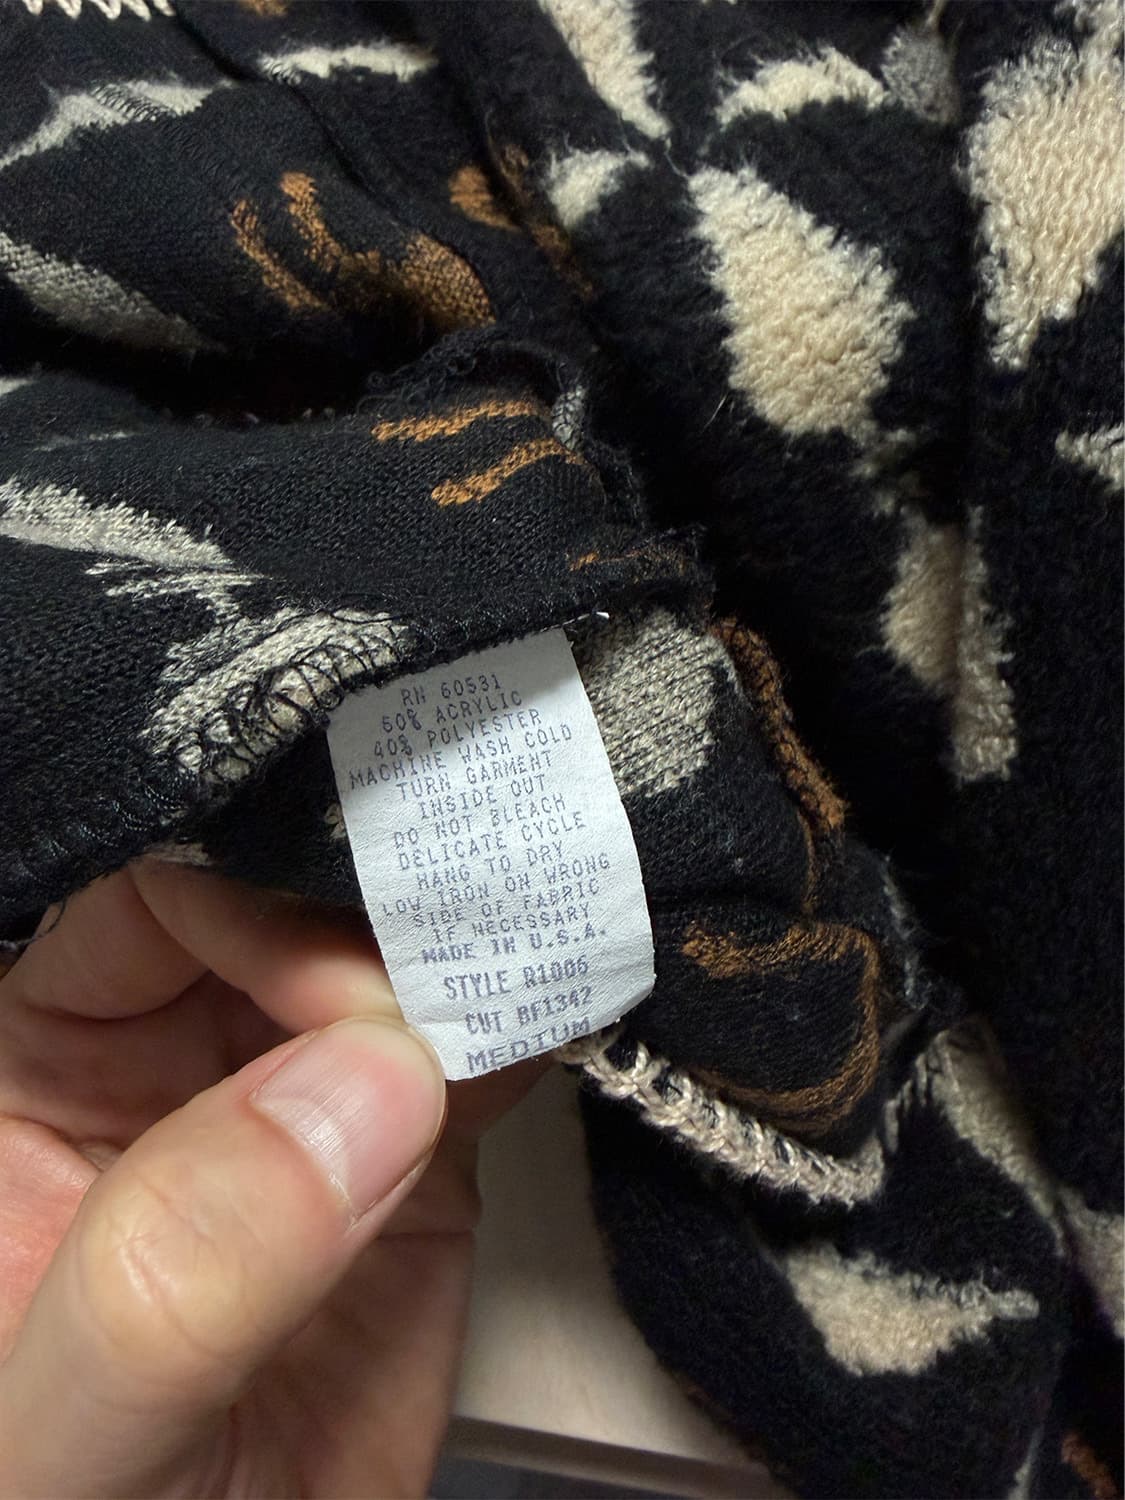 RN 60531
60% ACRYLIC
40% POLYESTER
MACHINE WASH COLD
TURN GARMENT
INSIDE OUT
DO NOT BLEACH
DELICATE CYCLE
HANG TO DRY
LOW IRON ON WRONG
SIDE OF FABRIC
IF NECESSARY
MADE IN U.S.A.
STYLE R1006
CUT BF1342
MEDIUM